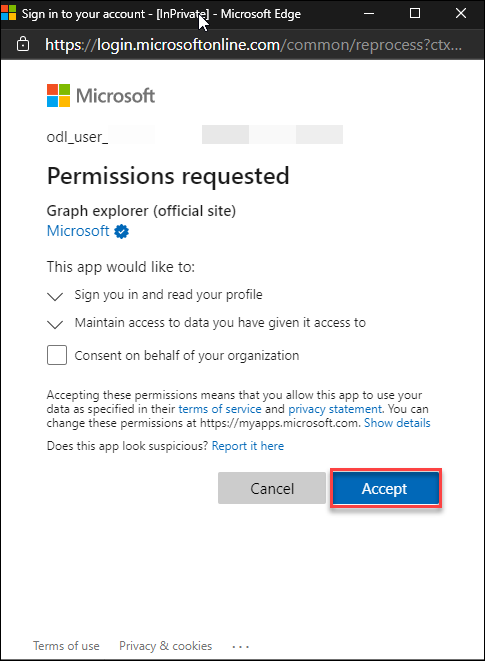 Sign in to your account - [InPrivate] - Microsoft Edge
https://login.microsoftonline.com/common/reprocess?ctx...
Microsoft
odl_user_
Permissions requested
Graph explorer (official site)
Microsoft
This app would like to:
Sign you in and read your profile
Maintain access to data you have given it access to
Consent on behalf of your organization
Accepting these permissions means that you allow this app to use your
data as specified in their terms of service and privacy statement. You can
change these permissions at https://myapps.microsoft.com. Show details
Does this app look suspicious? Report it here
Cancel Accept
Terms of use Privacy & cookies ...